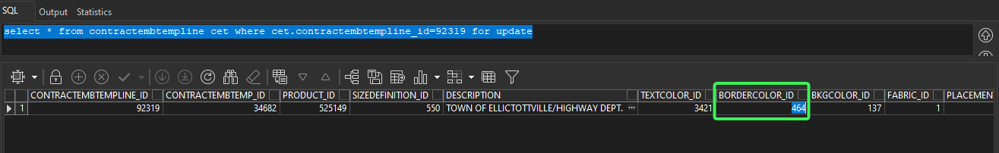 SQL Output Statistics
select * from contractembtempline cet where cet.contractembtempline_id=92319 for update
CONTRACTEMBTEMPLINE_ID CONTRACTEMBTEMP_ID PRODUCT_ID SIZEDEFINITION_ID DESCRIPTION TEXTCOLOR_ID BORDERCOLOR_ID BKGCOLOR_ID FABRIC_ID PLACEMENT
1 92319 34682 525149 550 TOWN OF ELLICTOTTVILLE/HIGHWAY DEPT. ... 3421 464 137 1